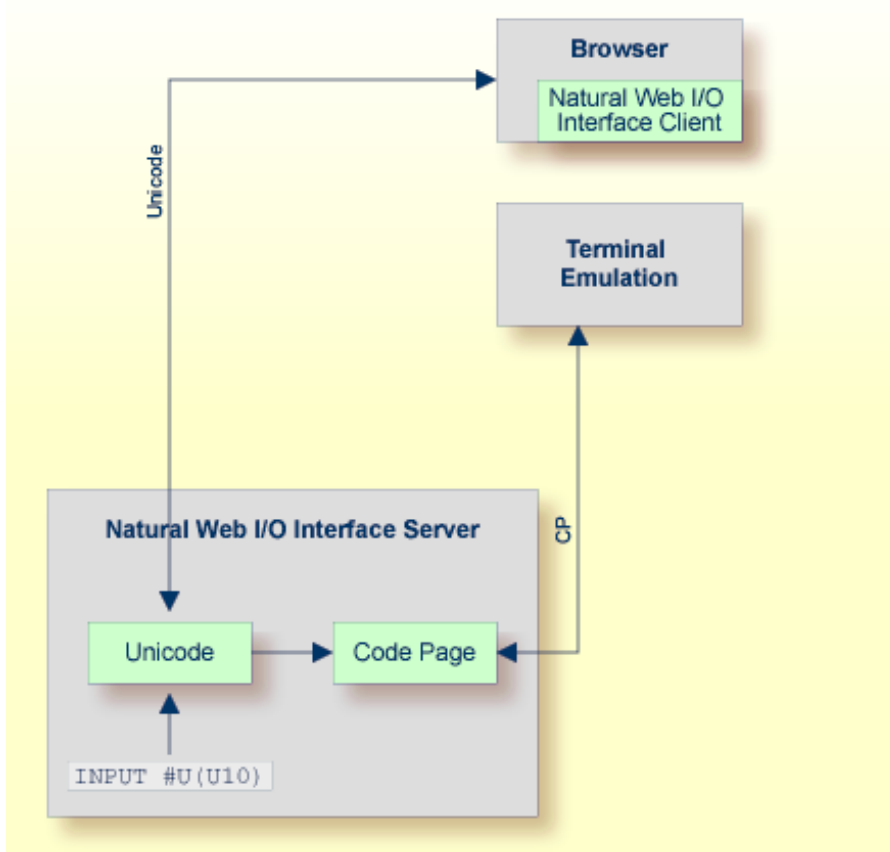 Browser
Natural Web I/O
Interface Client
Unicode
Terminal
Emulation
Natural Web I/O Interface Server
CP
Unicode
Code Page
INPUT #U(U10)